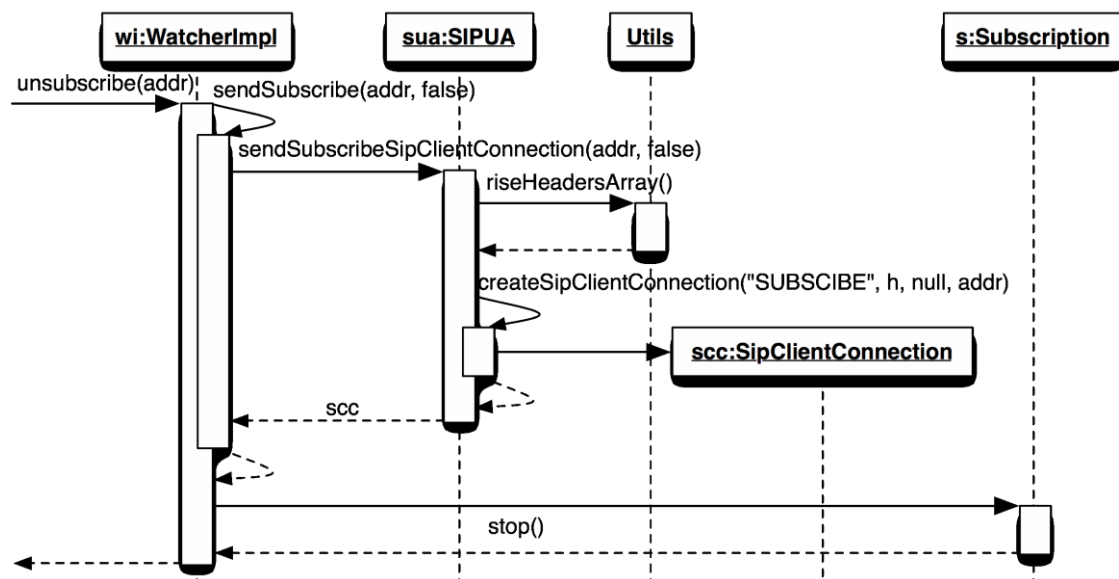 wi:WatcherImpl
sua:SIPUA
Utils
s:Subscription
unsubscribe(addr)
sendSubscribe(addr, false)
sendSubscribeSipClientConnection(addr, false)
riseHeadersArray()
createSipClientConnection("SUBSCIBE", h, null, addr)
scc:SipClientConnection
scc
stop()